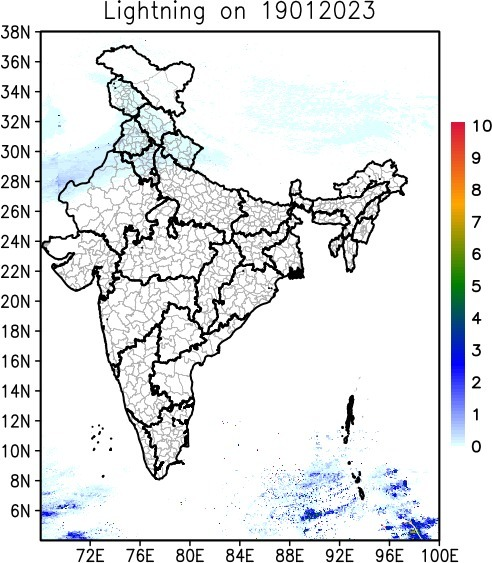 Lightning on 19012023
38N
36N
34N
32N
30N
28N
26N
24N
22N
20N
18N
16N
14N
12N
10N
8N
6N
72E 76E 80E 84E 88E 92E 96E 100E
10
9
8
7
6
5
4
3
2
1
0